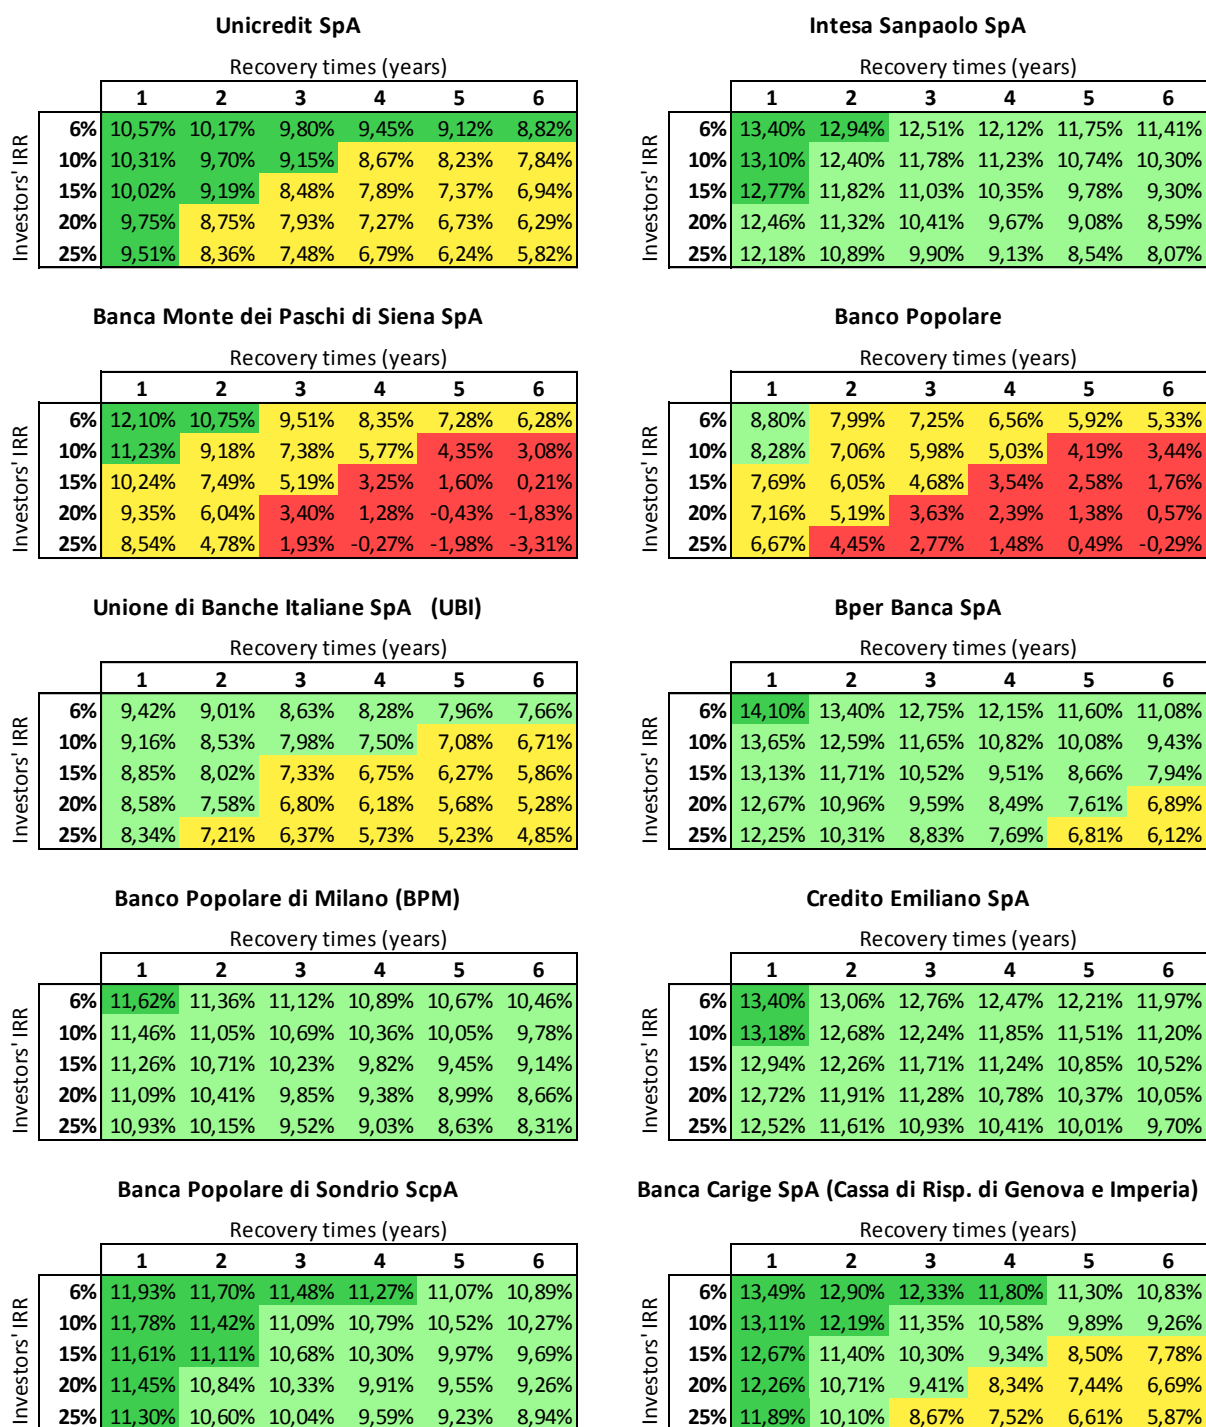 Unicredit SpA
Recovery times (years)
1 2 3 4 5 6
Investors' IRR
6% 10,57% 10,17% 9,80% 9,45% 9,12% 8,82%
10% 10,31% 9,70% 9,15% 8,67% 8,23% 7,84%
15% 10,02% 9,19% 8,48% 7,89% 7,37% 6,94%
20% 9,75% 8,75% 7,93% 7,27% 6,73% 6,29%
25% 9,51% 8,36% 7,48% 6,79% 6,24% 5,82%
Intesa Sanpaolo SpA
Recovery times (years)
1 2 3 4 5 6
Investors' IRR
6% 13,40% 12,94% 12,51% 12,12% 11,75% 11,41%
10% 13,10% 12,40% 11,78% 11,23% 10,74% 10,30%
15% 12,77% 11,82% 11,03% 10,35% 9,78% 9,30%
20% 12,46% 11,32% 10,41% 9,67% 9,08% 8,59%
25% 12,18% 10,89% 9,90% 9,13% 8,54% 8,07%
Banca Monte dei Paschi di Siena SpA
Recovery times (years)
1 2 3 4 5 6
Investors' IRR
6% 12,10% 10,75% 9,51% 8,35% 7,28% 6,28%
10% 11,23% 9,18% 7,38% 5,77% 4,35% 3,08%
15% 10,24% 7,49% 5,19% 3,25% 1,60% 0,21%
20% 9,35% 6,04% 3,40% 1,28% -0,43% -1,83%
25% 8,54% 4,78% 1,93% -0,27% -1,98% -3,31%
Banco Popolare
Recovery times (years)
1 2 3 4 5 6
Investors' IRR
6% 8,80% 7,99% 7,25% 6,56% 5,92% 5,33%
10% 8,28% 7,06% 5,98% 5,03% 4,19% 3,44%
15% 7,69% 6,05% 4,68% 3,54% 2,58% 1,76%
20% 7,16% 5,19% 3,63% 2,39% 1,38% 0,57%
25% 6,67% 4,45% 2,77% 1,48% 0,49% -0,29%
Unione di Banche Italiane SpA (UBI)
Recovery times (years)
1 2 3 4 5 6
Investors' IRR
6% 9,42% 9,01% 8,63% 8,28% 7,96% 7,66%
10% 9,16% 8,53% 7,98% 7,50% 7,08% 6,71%
15% 8,85% 8,02% 7,33% 6,75% 6,27% 5,86%
20% 8,58% 7,58% 6,80% 6,18% 5,68% 5,28%
25% 8,34% 7,21% 6,37% 5,73% 5,23% 4,85%
Bper Banca SpA
Recovery times (years)
1 2 3 4 5 6
Investors' IRR
6% 14,10% 13,40% 12,75% 12,15% 11,60% 11,08%
10% 13,65% 12,59% 11,65% 10,82% 10,08% 9,43%
15% 13,13% 11,71% 10,52% 9,51% 8,66% 7,94%
20% 12,67% 10,96% 9,59% 8,49% 7,61% 6,89%
25% 12,25% 10,31% 8,83% 7,69% 6,81% 6,12%
Banco Popolare di Milano (BPM)
Recovery times (years)
1 2 3 4 5 6
Investors' IRR
6% 11,62% 11,36% 11,12% 10,89% 10,67% 10,46%
10% 11,46% 11,05% 10,69% 10,36% 10,05% 9,78%
15% 11,26% 10,71% 10,23% 9,82% 9,45% 9,14%
20% 11,09% 10,41% 9,85% 9,38% 8,99% 8,66%
25% 10,93% 10,15% 9,52% 9,03% 8,63% 8,31%
Credito Emiliano SpA
Recovery times (years)
1 2 3 4 5 6
Investors' IRR
6% 13,40% 13,06% 12,76% 12,47% 12,21% 11,97%
10% 13,18% 12,68% 12,24% 11,85% 11,51% 11,20%
15% 12,94% 12,26% 11,71% 11,24% 10,85% 10,52%
20% 12,72% 11,91% 11,28% 10,78% 10,37% 10,05%
25% 12,52% 11,61% 10,93% 10,41% 10,01% 9,70%
Banca Popolare di Sondrio ScpA
Recovery times (years)
1 2 3 4 5 6
Investors' IRR
6% 11,93% 11,70% 11,48% 11,27% 11,07% 10,89%
10% 11,78% 11,42% 11,09% 10,79% 10,52% 10,27%
15% 11,61% 11,11% 10,68% 10,30% 9,97% 9,69%
20% 11,45% 10,84% 10,33% 9,91% 9,55% 9,26%
25% 11,30% 10,60% 10,04% 9,59% 9,23% 8,94%
Banca Carige SpA (Cassa di Risp. di Genova e Imperia)
Recovery times (years)
1 2 3 4 5 6
Investors' IRR
6% 13,49% 12,90% 12,33% 11,80% 11,30% 10,83%
10% 13,11% 12,19% 11,35% 10,58% 9,89% 9,26%
15% 12,67% 11,40% 10,30% 9,34% 8,50% 7,78%
20% 12,26% 10,71% 9,41% 8,34% 7,44% 6,69%
25% 11,89% 10,10% 8,67% 7,52% 6,61% 5,87%